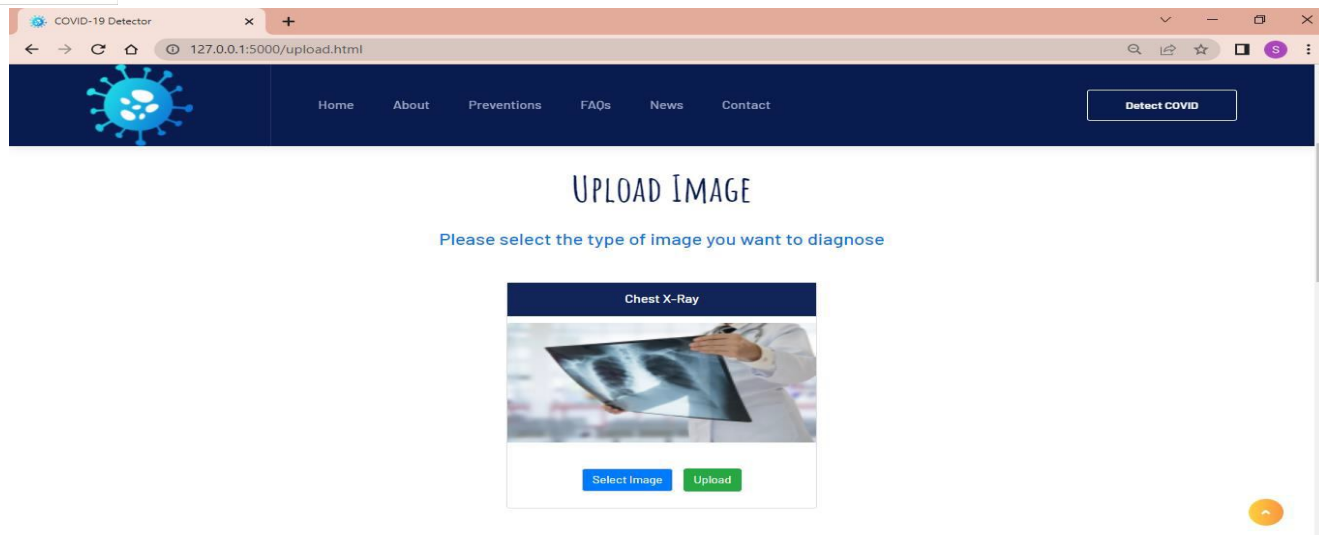 COVID-19 Detector
127.0.0.1:5000/upload.html
S
Home About Preventions FAQs News Contact Detect COVID
UPLOAD IMAGE
Please select the type of image you want to diagnose
Chest X-Ray
Select Image Upload